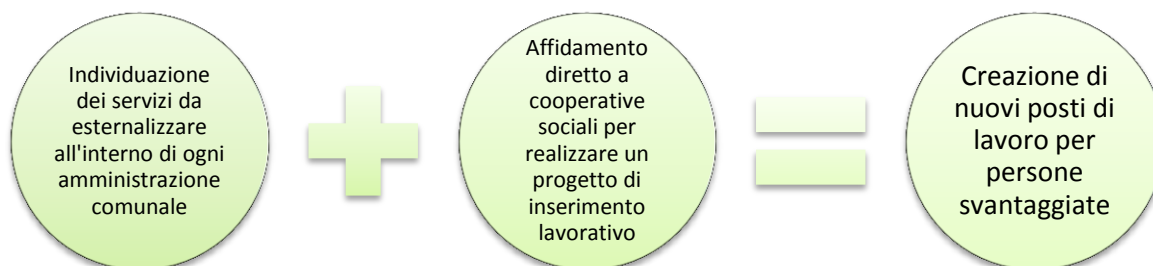 Individuazione
dei servizi da
esternalizzare
all'interno di ogni
amministrazione
comunale
Affidamento
diretto a
cooperative
sociali per
realizzare un
progetto di
inserimento
lavorativo
Creazione di
nuovi posti di
lavoro per
persone
svantaggiate